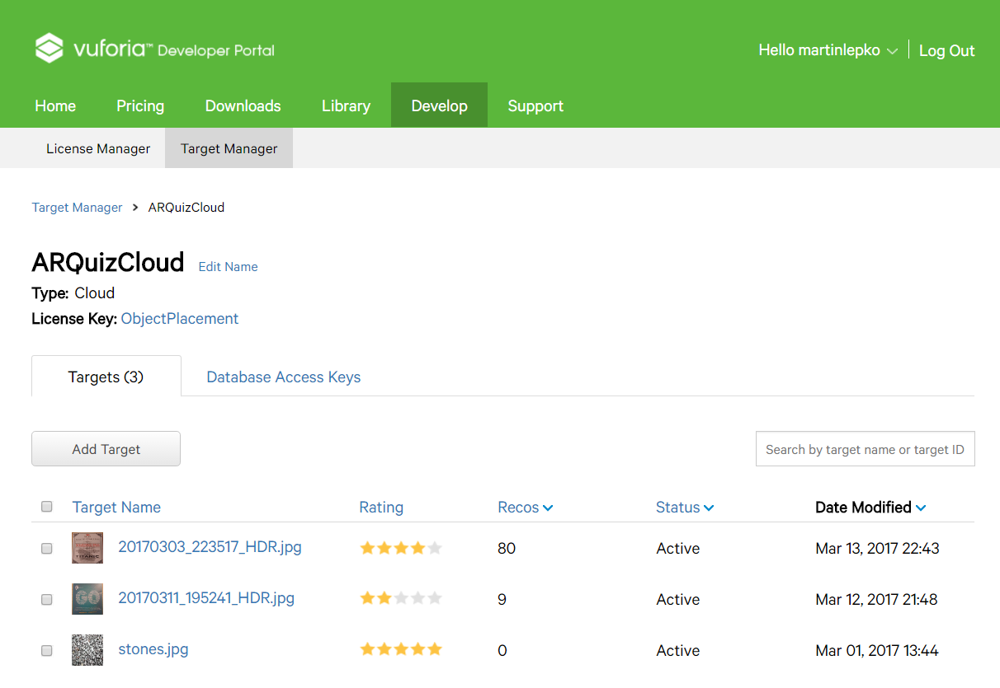 vuforia™ Developer Portal
Hello martinlepko
Log Out
Home Pricing Downloads Library Develop Support
License Manager Target Manager
Target Manager > ARQuizCloud
ARQuizCloud Edit Name
Type: Cloud
License Key: ObjectPlacement
Targets (3) Database Access Keys
Add Target Search by target name or target ID
Target Name Rating Recos Status Date Modified
20170303_223517_HDR.jpg 80 Active Mar 13, 2017 22:43
TITANIC
20170311_195241_HDR.jpg 9 Active Mar 12, 2017 21:48
GO
stones.jpg 0 Active Mar 01, 2017 13:44